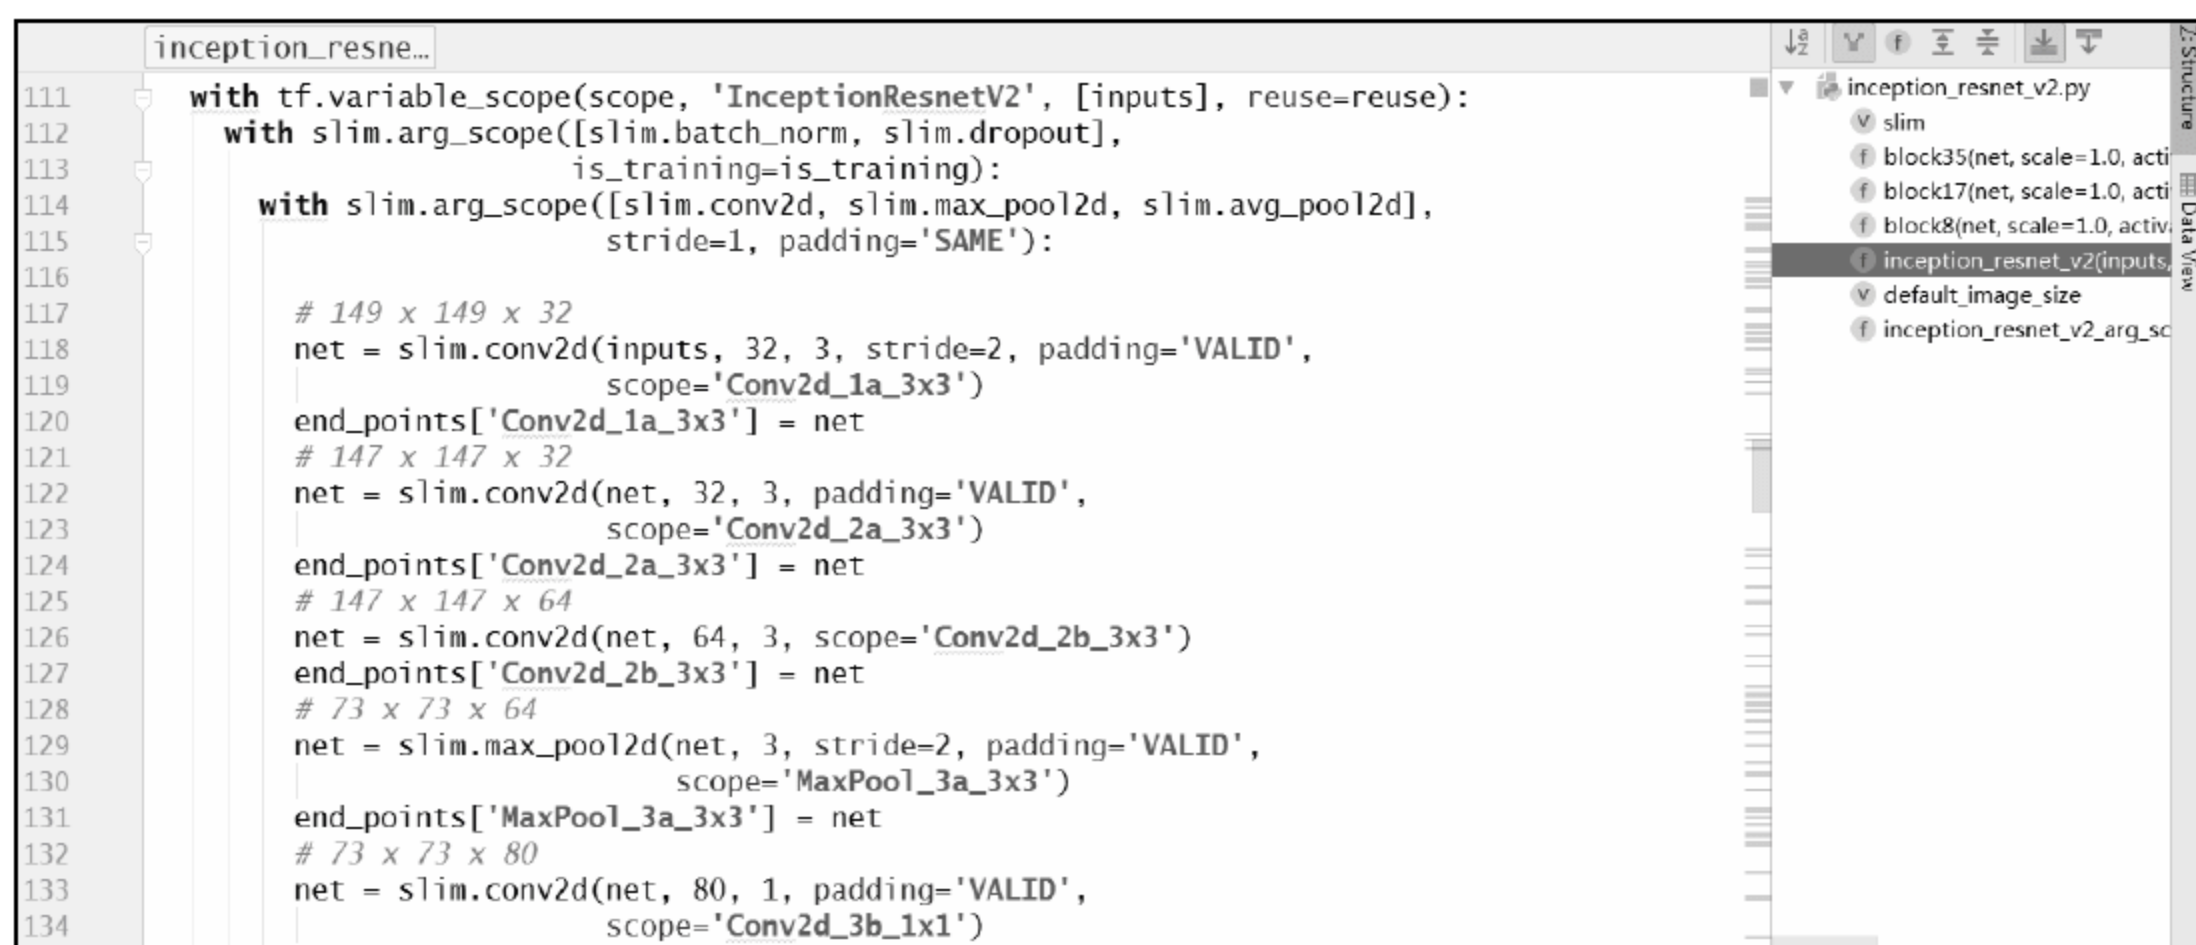 inception_resne…
111 with tf.variable_scope(scope, 'InceptionResnetV2', [inputs], reuse=reuse):
112 with slim.arg_scope([slim.batch_norm, slim.dropout],
113 is_training=is_training):
114 with slim.arg_scope([slim.conv2d, slim.max_pool2d, slim.avg_pool2d],
115 stride=1, padding='SAME'):
116
117 # 149 x 149 x 32
118 net = slim.conv2d(inputs, 32, 3, stride=2, padding='VALID',
119 scope='Conv2d_1a_3x3')
120 end_points['Conv2d_1a_3x3'] = net
121 # 147 x 147 x 32
122 net = slim.conv2d(net, 32, 3, padding='VALID',
123 scope='Conv2d_2a_3x3')
124 end_points['Conv2d_2a_3x3'] = net
125 # 147 x 147 x 64
126 net = slim.conv2d(net, 64, 3, scope='Conv2d_2b_3x3')
127 end_points['Conv2d_2b_3x3'] = net
128 # 73 x 73 x 64
129 net = slim.max_pool2d(net, 3, stride=2, padding='VALID',
130 scope='MaxPool_3a_3x3')
131 end_points['MaxPool_3a_3x3'] = net
132 # 73 x 73 x 80
133 net = slim.conv2d(net, 80, 1, padding='VALID',
134 scope='Conv2d_3b_1x1')
inception_resnet_v2.py
v slim
f block35(net, scale=1.0, acti
f block17(net, scale=1.0, acti
f block8(net, scale=1.0, activ
f inception_resnet_v2(inputs,
v default_image_size
f inception_resnet_v2_arg_sc
Z: Structure
Data View